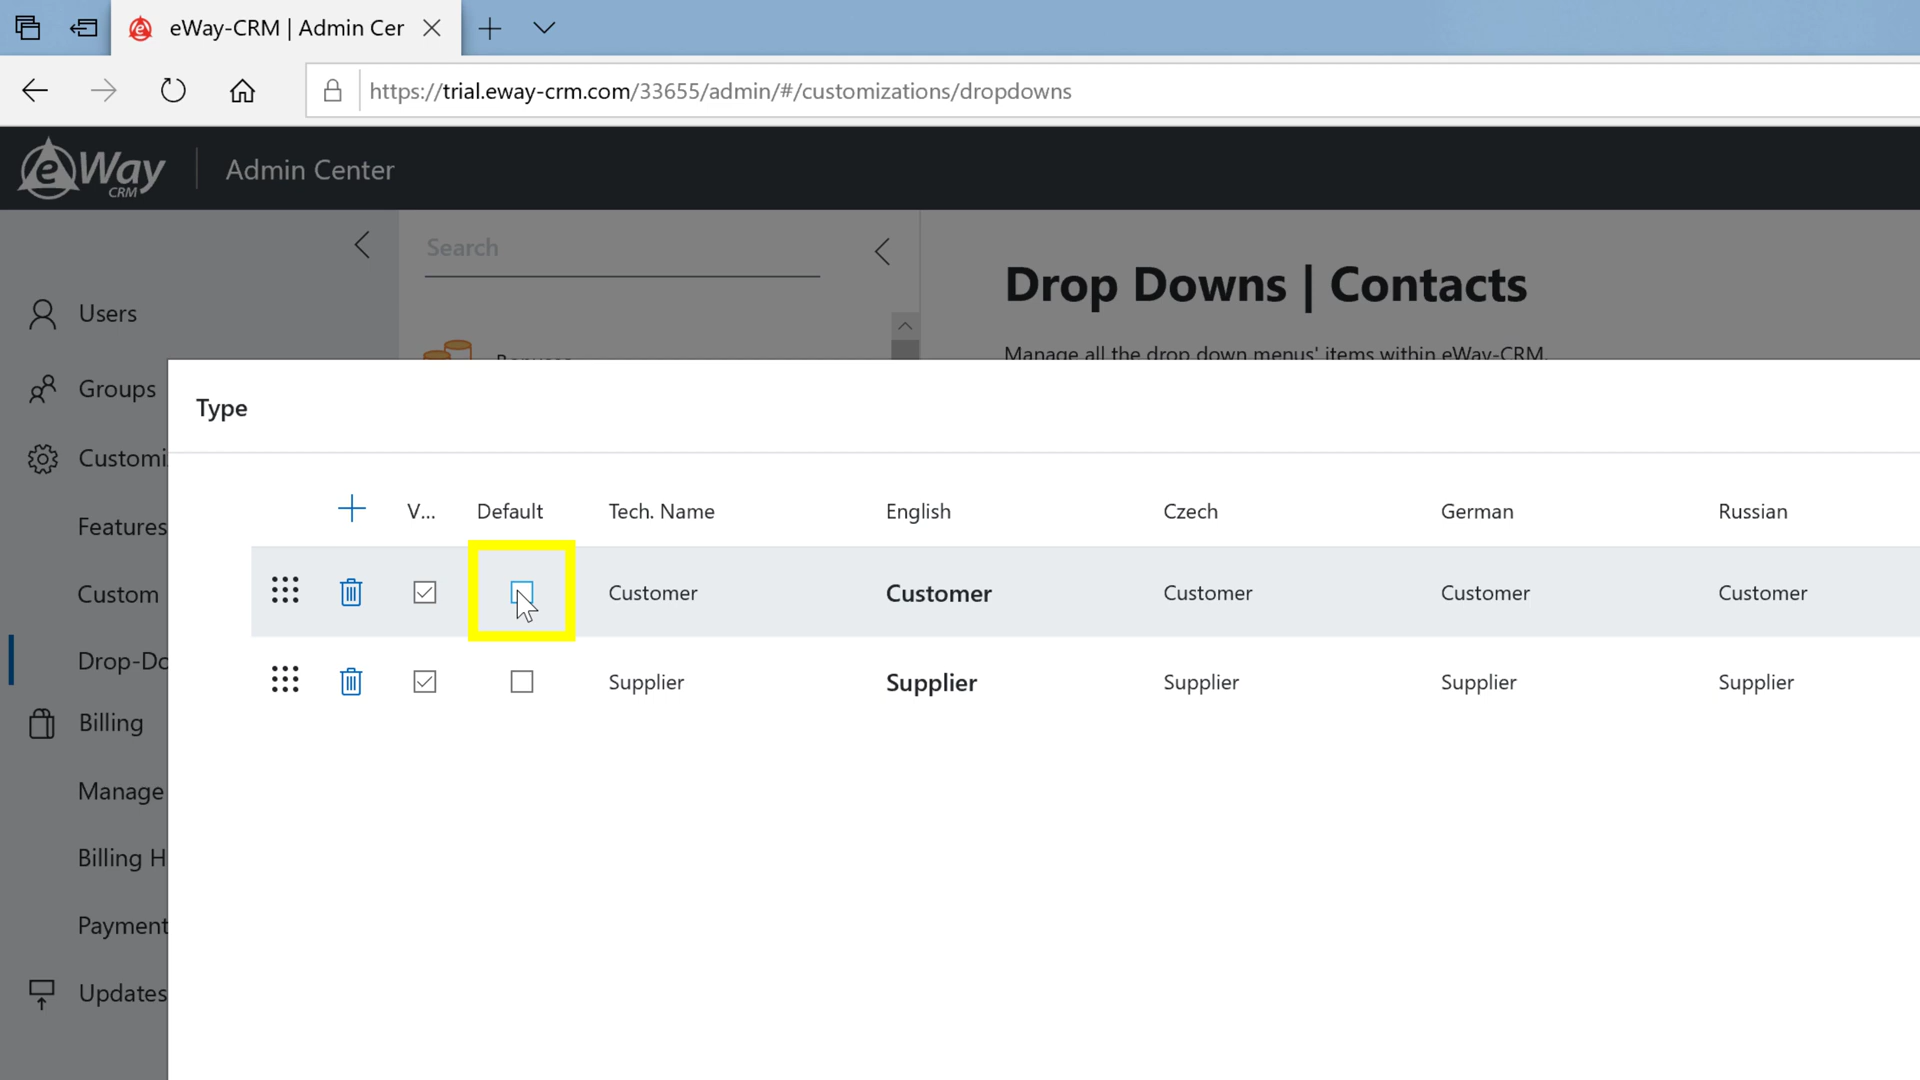 eWay-CRM | Admin Cer
https://trial.eway-crm.com/33655/admin/#/customizations/dropdowns
eWay CRM
Admin Center
Search
Drop Downs | Contacts
Users
Manage all the drop down menus' items within eWay-CRM.
Groups
Type
Customi
V... Default Tech. Name English Czech German Russian
Features
Customer Customer Customer Customer Customer
Custom
Drop-Do
Supplier Supplier Supplier Supplier Supplier
Billing
Manage
Billing H
Payment
Updates